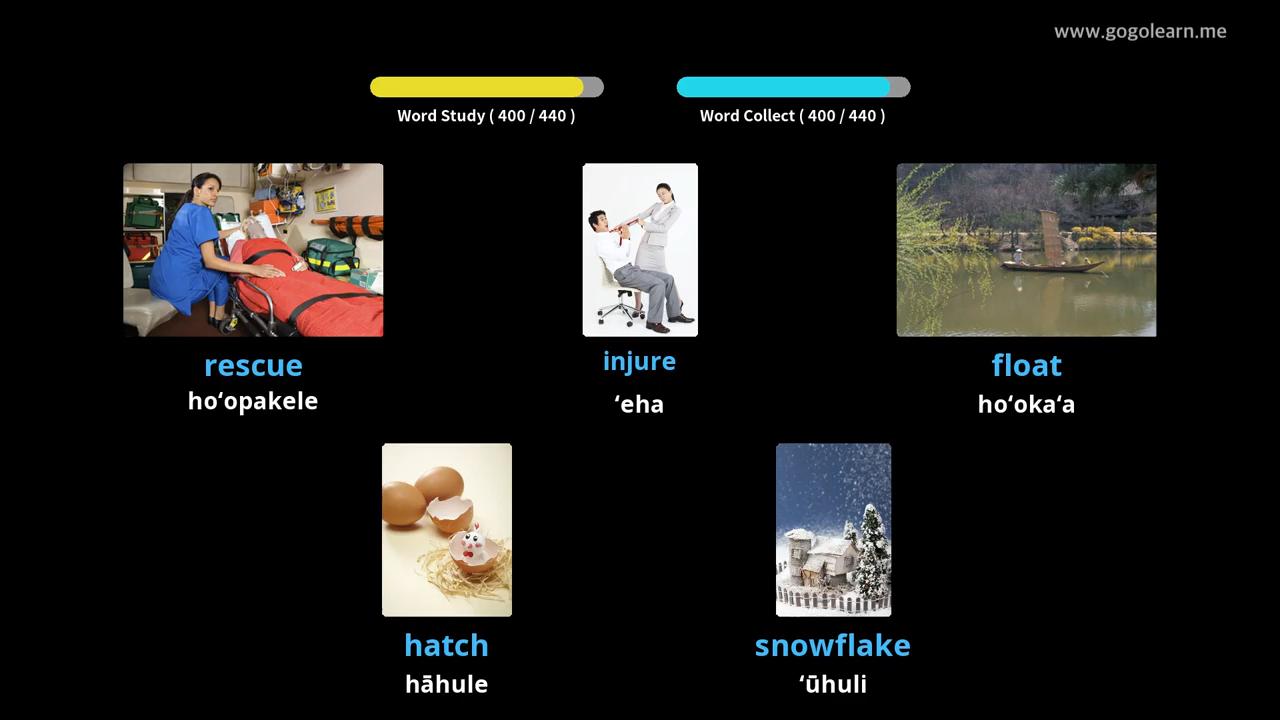 www.gogolearn.me
Word Study ( 400 / 440 )
Word Collect ( 400 / 440 )
rescue
hoʻopakele
injure
ʻeha
float
hoʻokaʻa
hatch
hāhule
snowflake
ʻūhuli